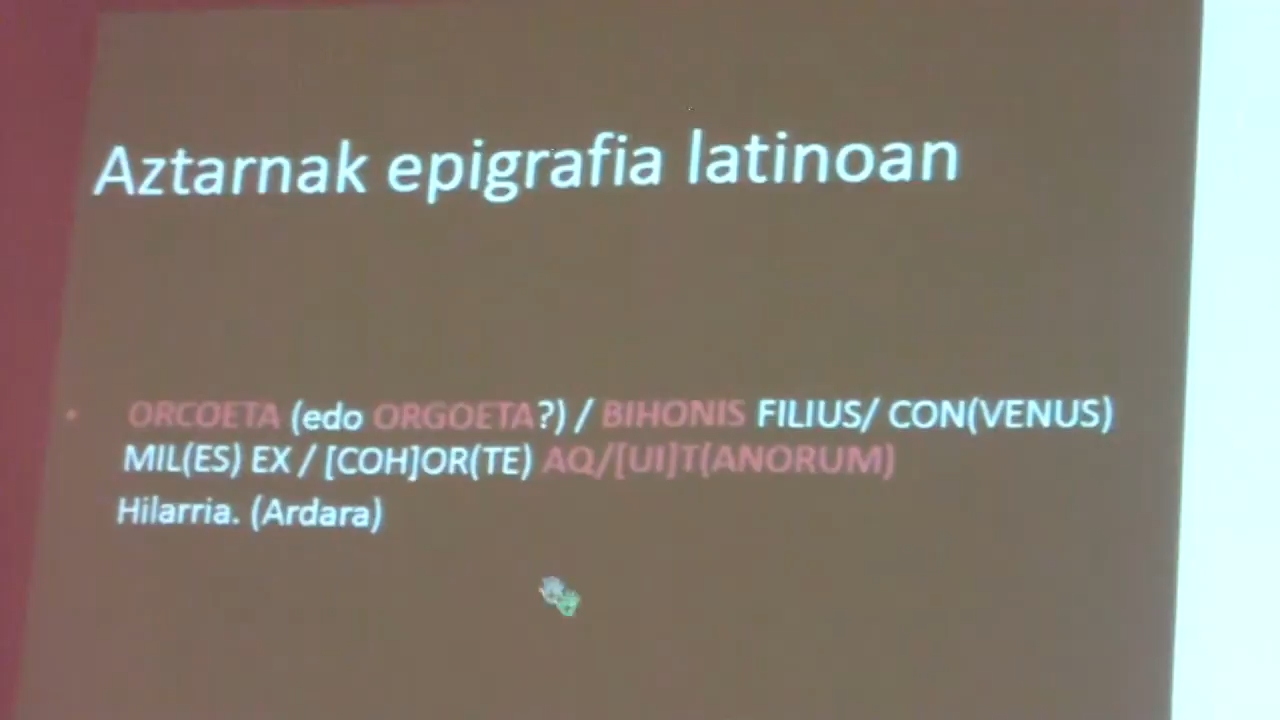 Aztarnak epigrafia latinoan
• ORCOETA (edo ORGOETA?) / BIHONIS FILIUS/ CON(VENUS)
MIL(ES) EX / [COH]OR(TE) AQ/[UI]T(ANORUM)
Hilarria. (Ardara)